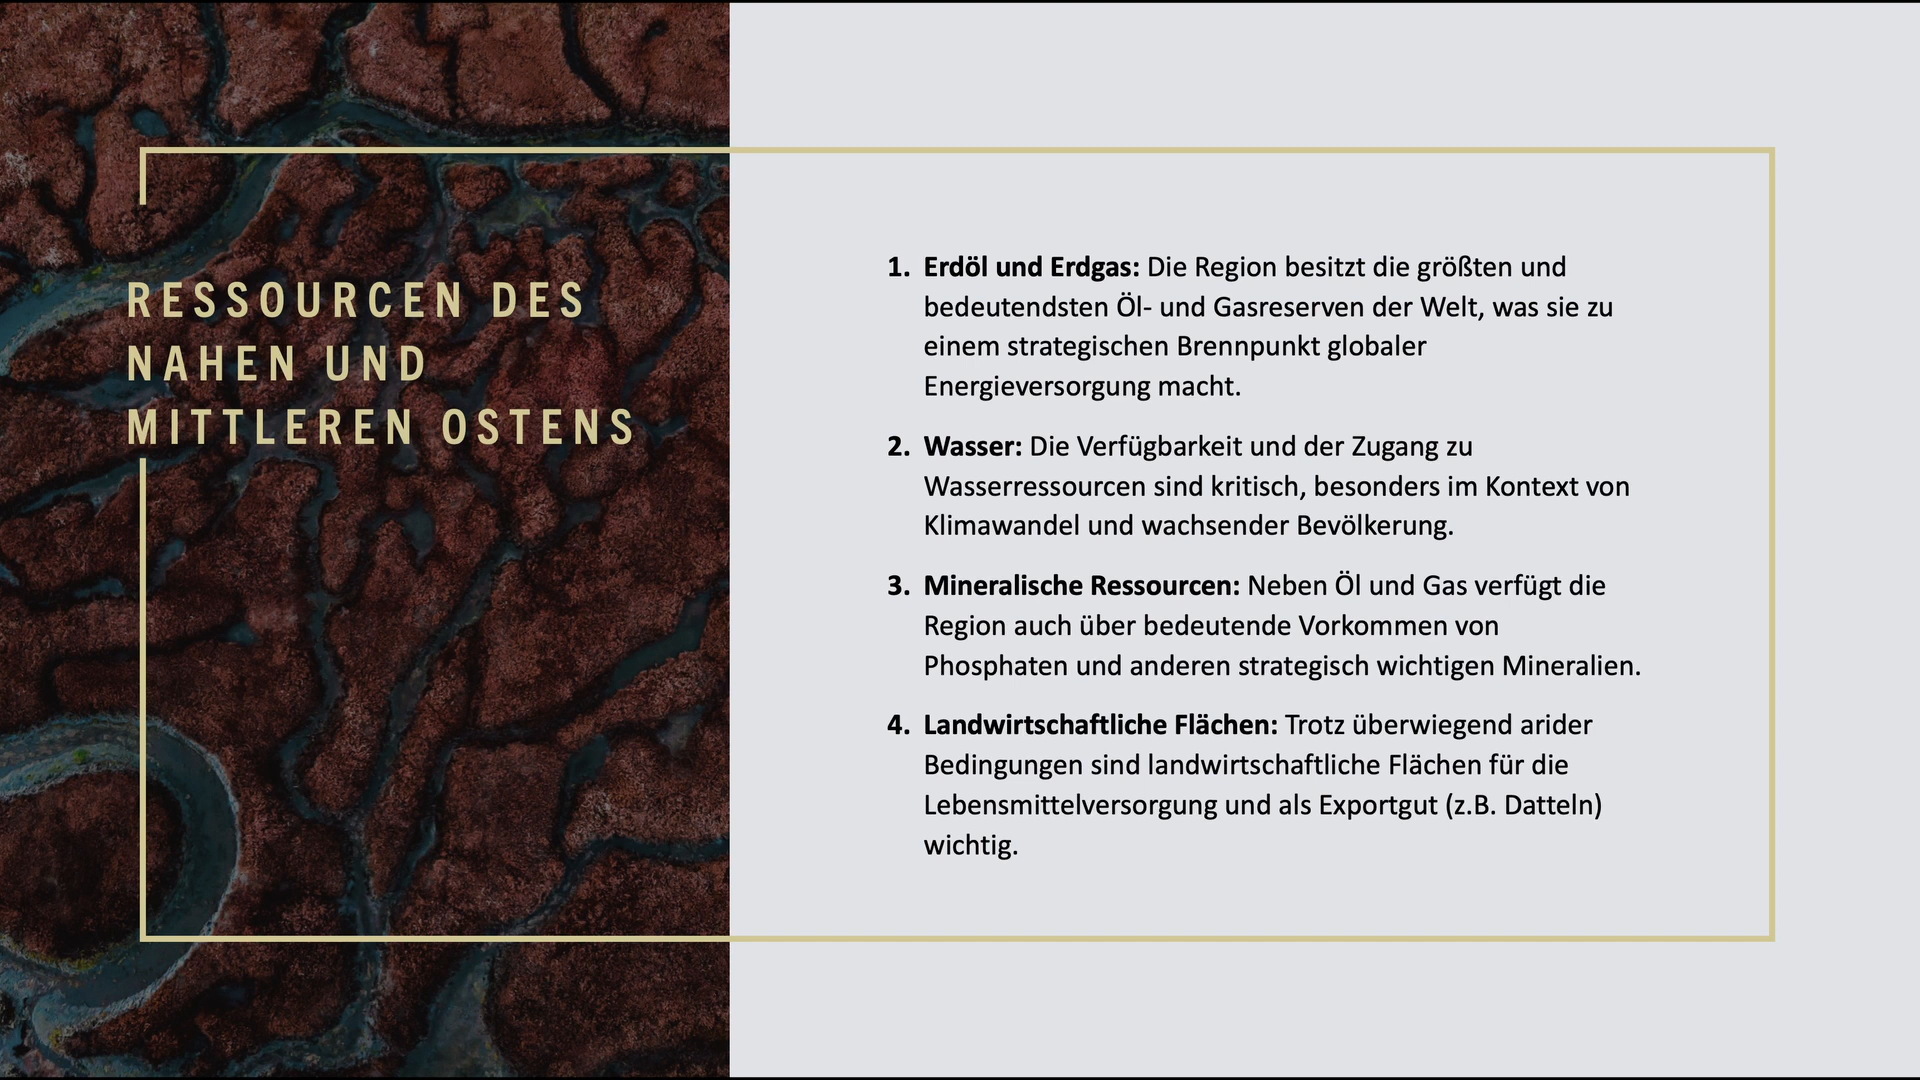 RESSOURCEN DES
NAHEN UND
MITTLEREN OSTENS
1. Erdöl und Erdgas: Die Region besitzt die größten und
bedeutendsten Öl- und Gasreserven der Welt, was sie zu
einem strategischen Brennpunkt globaler
Energieversorgung macht.
2. Wasser: Die Verfügbarkeit und der Zugang zu
Wasserressourcen sind kritisch, besonders im Kontext von
Klimawandel und wachsender Bevölkerung.
3. Mineralische Ressourcen: Neben Öl und Gas verfügt die
Region auch über bedeutende Vorkommen von
Phosphaten und anderen strategisch wichtigen Mineralien.
4. Landwirtschaftliche Flächen: Trotz überwiegend arider
Bedingungen sind landwirtschaftliche Flächen für die
Lebensmittelversorgung und als Exportgut (z.B. Datteln)
wichtig.